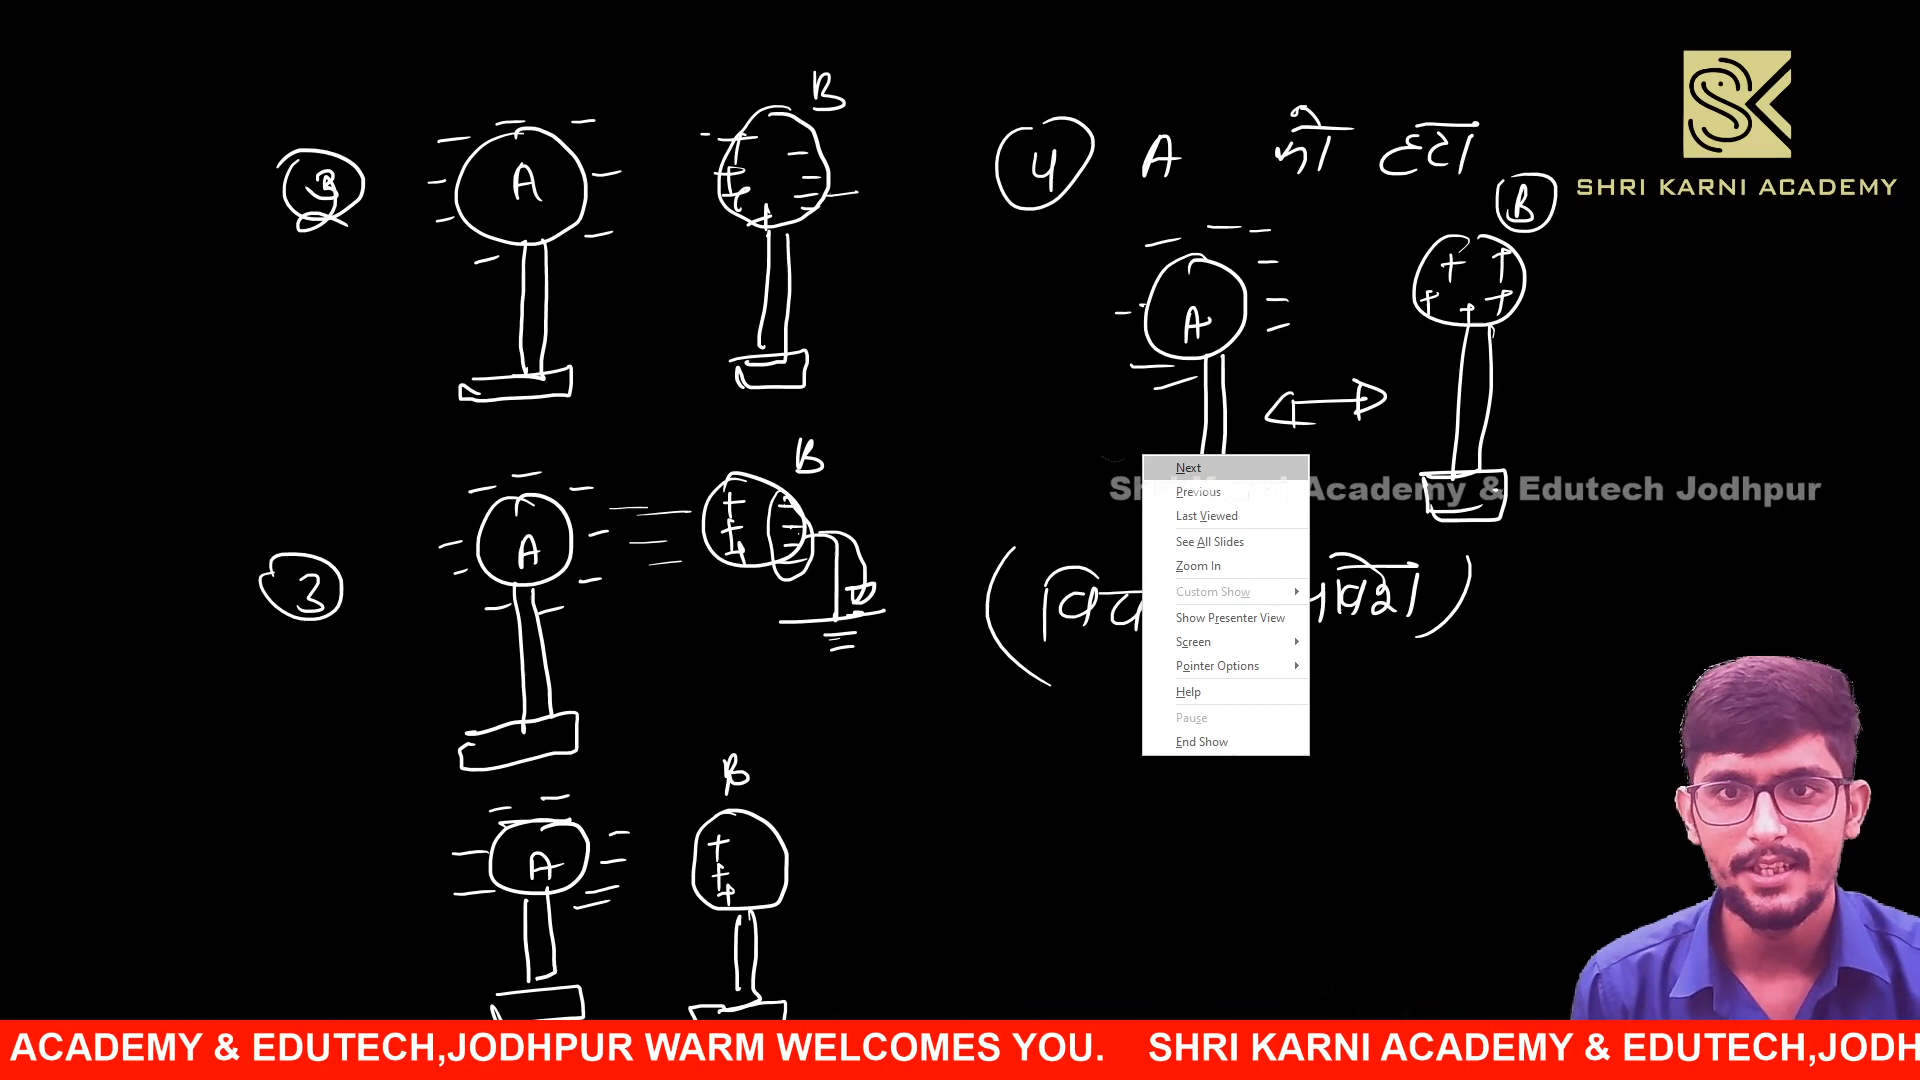 B
A
2
4
A को हटा
SHRI KARNI ACADEMY
B
A
B
A
3
Next
Previous
Last Viewed
See All Slides
Zoom In
Custom Show
Show Presenter View
Screen
Pointer Options
Help
Pause
End Show
Academy & Edutech Jodhpur
B
A
ACADEMY & EDUTECH,JODHPUR WARM WELCOMES YOU. SHRI KARNI ACADEMY & EDUTECH,JODH